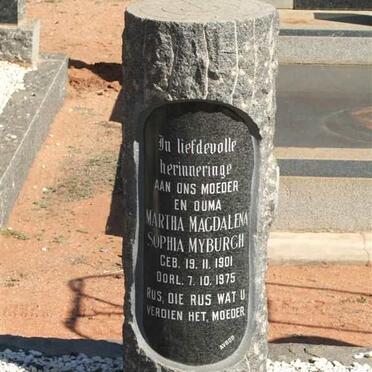 In liefdevolle
herinneringe
AAN ONS MOEDER
EN OUMA
MARTHA MAGDALENA
SOPHIA MYBURGH
GEB. 19. 11. 1901
OORL. 7. 10. 1975
RUS, DIE RUS WAT U
VERDIEN HET, MOEDER.
AVBOB